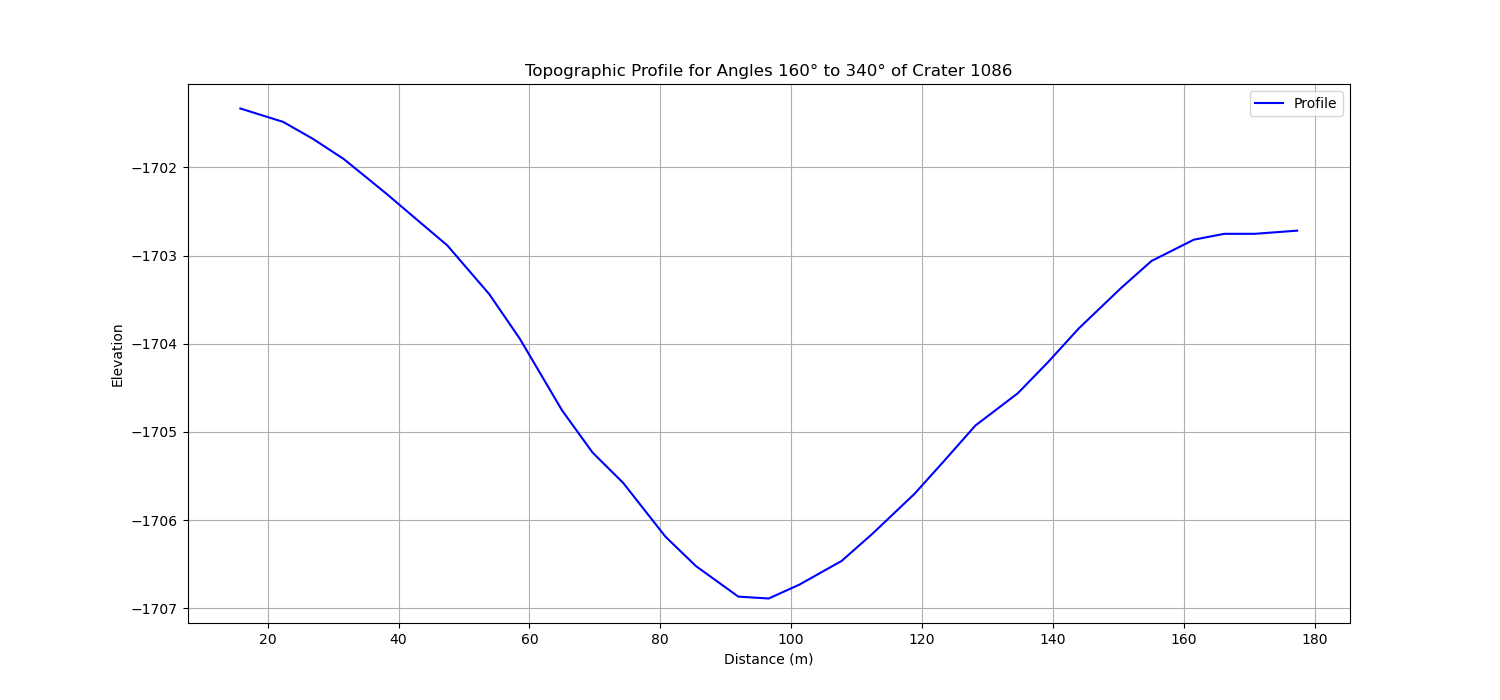 Topographic Profile for Angles 160° to 340° of Crater 1086
Profile
−1702
−1703
−1704
−1705
−1706
−1707
Elevation
20 40 60 80 100 120 140 160 180
Distance (m)